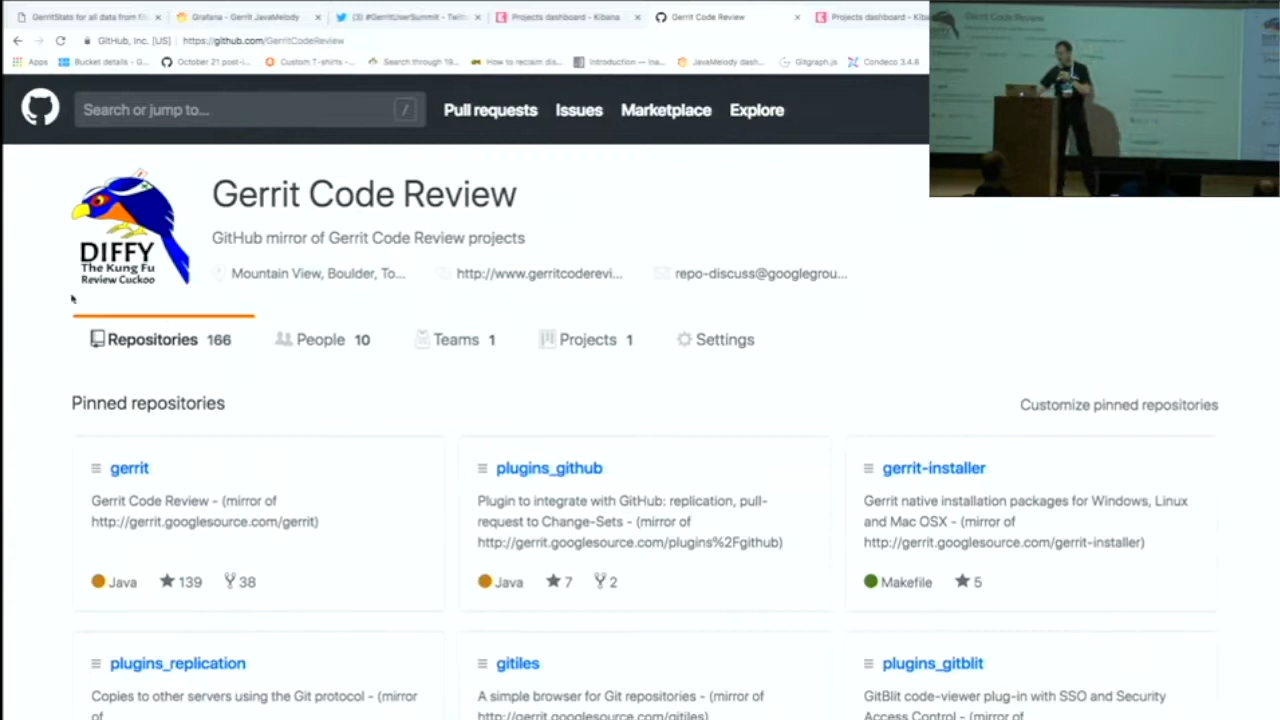 GerritStats for all data from
Grafana - Gerrit JavaMelody
(3) #GerritUserSummit - Twitt
Projects dashboard - Kibana
Gerrit Code Review
Projects dashboard - Kiba
GitHub, Inc. [US]
https://github.com/GerritCodeReview
Apps
Bucket details - G...
October 21 post-i...
Custom T-shirts -...
Search through 19...
How to reclaim dis...
Introduction — Ina...
JavaMelody dash...
Gitgraph.js
Condeco 3.4.8
Search or jump to...
/
Pull requests
Issues
Marketplace
Explore
Gerrit Code Review
DIFFY
The Kung Fu
Review Cuckoo
Gerrit Code Review
GitHub mirror of Gerrit Code Review projects
Mountain View, Boulder, To...
http://www.gerritcoderevi...
repo-discuss@googlegrou...
Repositories 166
People 10
Teams 1
Projects 1
Settings
Pinned repositories
Customize pinned repositories
gerrit
Gerrit Code Review - (mirror of
http://gerrit.googlesource.com/gerrit)
Java 139 38
plugins_github
Plugin to integrate with GitHub: replication, pull-
request to Change-Sets - (mirror of
http://gerrit.googlesource.com/plugins%2Fgithub)
Java 7 2
gerrit-installer
Gerrit native installation packages for Windows, Linux
and Mac OSX - (mirror of
http://gerrit.googlesource.com/gerrit-installer)
Makefile 5
plugins_replication
Copies to other servers using the Git protocol - (mirror
of
gitiles
A simple browser for Git repositories - (mirror of
http://gerrit.googlesource.com/gitiles)
plugins_gitblit
GitBlit code-viewer plug-in with SSO and Security
Access Control - (mirror of